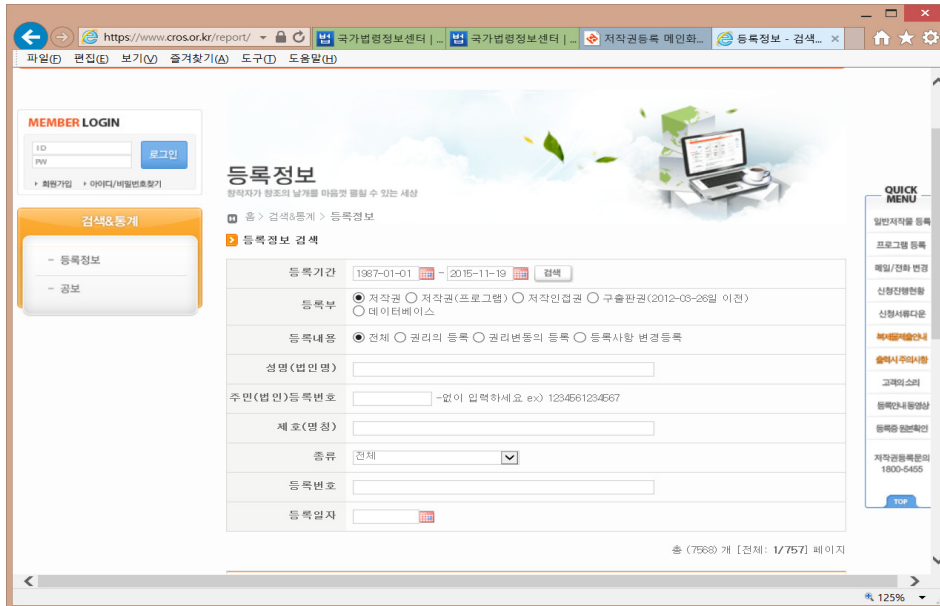 https://www.cros.or.kr/report/
국가법령정보센터 | ...
국가법령정보센터 | ...
저작권등록 메인화...
등록정보 - 검색...
파일(F) 편집(E) 보기(V) 즐겨찾기(A) 도구(T) 도움말(H)
MEMBER LOGIN
ID
PW
로그인
회원가입 아이디/비밀번호찾기
검색&통계
- 등록정보
- 공보
등록정보
창작자가 창조의 날개를 마음껏 펼칠 수 있는 세상
홈 > 검색&통계 > 등록정보
등록정보 검색
등록기간 1987-01-01 - 2015-11-19 검색
등록부 저작권 저작권(프로그램) 저작인접권 구출판권(2012-03-26일 이전)
데이터베이스
등록내용 전체 권리의 등록 권리변동의 등록 등록사항 변경등록
성명(법인명)
주민(법인)등록번호 -없이 입력하세요 ex) 1234561234567
제호(명칭)
종류 전체
등록번호
등록일자
총 (7568) 개 [전체: 1/757] 페이지
QUICK
MENU
일반저작물 등록
프로그램 등록
메일/전화 변경
신청진행현황
신청서류다운
복제물제출안내
출력시 주의사항
고객의 소리
등록안내 동영상
등록증 원본확인
저작권등록문의
1800-5455
TOP
125%